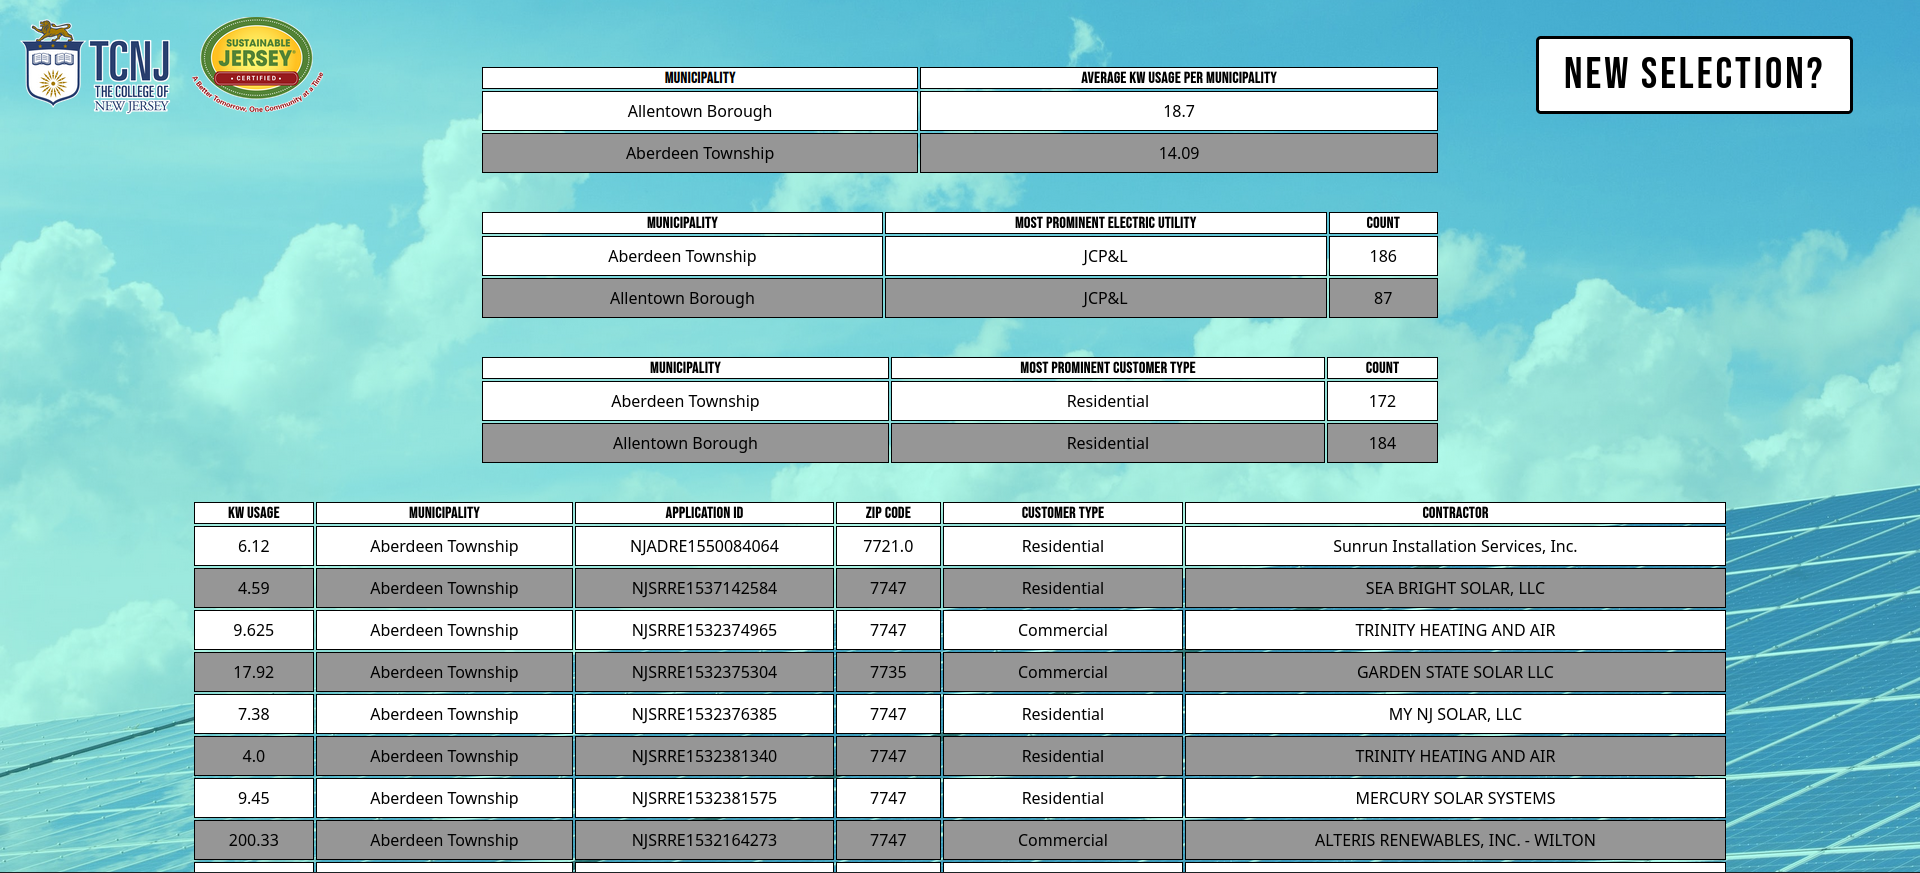 TCNJ
THE COLLEGE OF
NEW JERSEY
SUSTAINABLE
JERSEY
• CERTIFIED •
A Better Tomorrow, One Community at a Time
NEW SELECTION?
MUNICIPALITY AVERAGE KW USAGE PER MUNICIPALITY
Allentown Borough 18.7
Aberdeen Township 14.09
MUNICIPALITY MOST PROMINENT ELECTRIC UTILITY COUNT
Aberdeen Township JCP&L 186
Allentown Borough JCP&L 87
MUNICIPALITY MOST PROMINENT CUSTOMER TYPE COUNT
Aberdeen Township Residential 172
Allentown Borough Residential 184
KW USAGE MUNICIPALITY APPLICATION ID ZIP CODE CUSTOMER TYPE CONTRACTOR
6.12 Aberdeen Township NJADRE1550084064 7721.0 Residential Sunrun Installation Services, Inc.
4.59 Aberdeen Township NJSRRE1537142584 7747 Residential SEA BRIGHT SOLAR, LLC
9.625 Aberdeen Township NJSRRE1532374965 7747 Commercial TRINITY HEATING AND AIR
17.92 Aberdeen Township NJSRRE1532375304 7735 Commercial GARDEN STATE SOLAR LLC
7.38 Aberdeen Township NJSRRE1532376385 7747 Residential MY NJ SOLAR, LLC
4.0 Aberdeen Township NJSRRE1532381340 7747 Residential TRINITY HEATING AND AIR
9.45 Aberdeen Township NJSRRE1532381575 7747 Residential MERCURY SOLAR SYSTEMS
200.33 Aberdeen Township NJSRRE1532164273 7747 Commercial ALTERIS RENEWABLES, INC. - WILTON